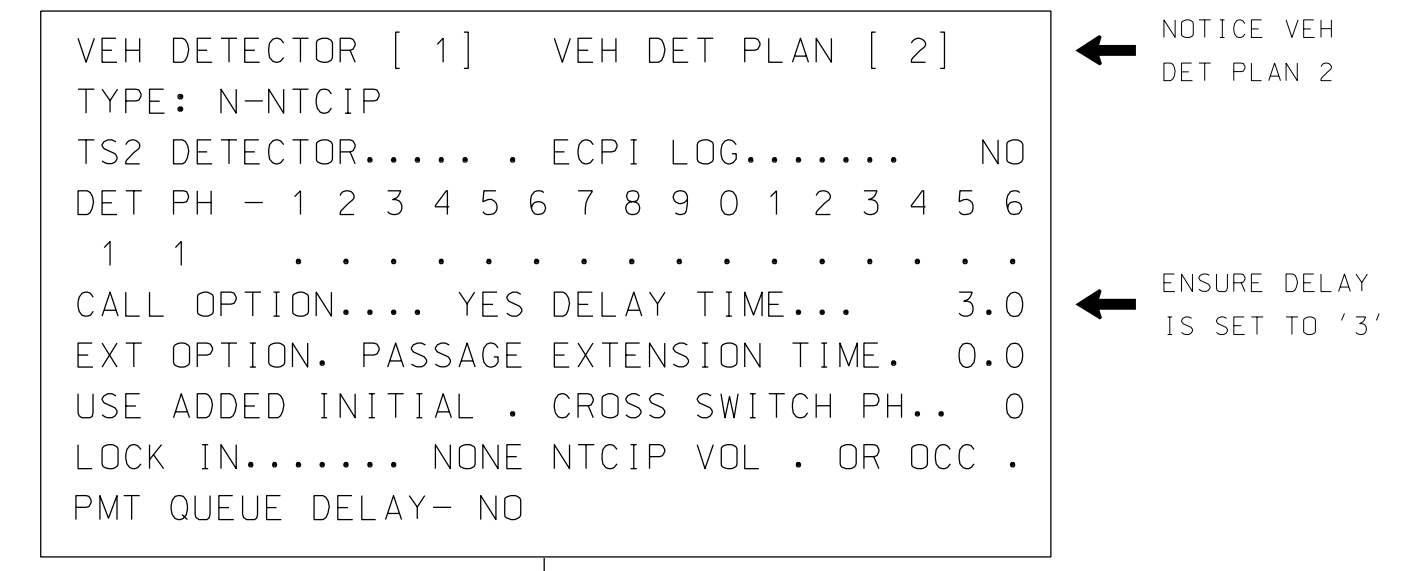 VEH DETECTOR [ 1]   VEH DET PLAN [ 2]
TYPE: N-NTCIP
TS2 DETECTOR..... . ECPI LOG.......   NO
DET PH - 1 2 3 4 5 6 7 8 9 0 1 2 3 4 5 6
1  1     . . . . . . . . . . . . . . . .
CALL OPTION.... YES DELAY TIME...    3.0
EXT OPTION. PASSAGE EXTENSION TIME.  0.0
USE ADDED INITIAL . CROSS SWITCH PH..  0
LOCK IN....... NONE NTCIP VOL . OR OCC .
PMT QUEUE DELAY- NO
NOTICE VEH
DET PLAN 2
ENSURE DELAY
IS SET TO '3'